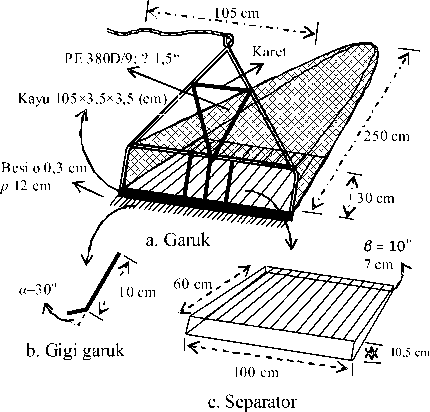 105 cm
PE 380D/9; ? 1,5"
Karet
Kayu 105×3,5×3,5 (cm)
250 cm
Besi ø 0,3 cm
p 12 cm
30 cm
a. Garuk
β = 10°
7 cm
α=30°
10 cm
60 cm
b. Gigi garuk
10,5 cm
100 cm
c. Separator